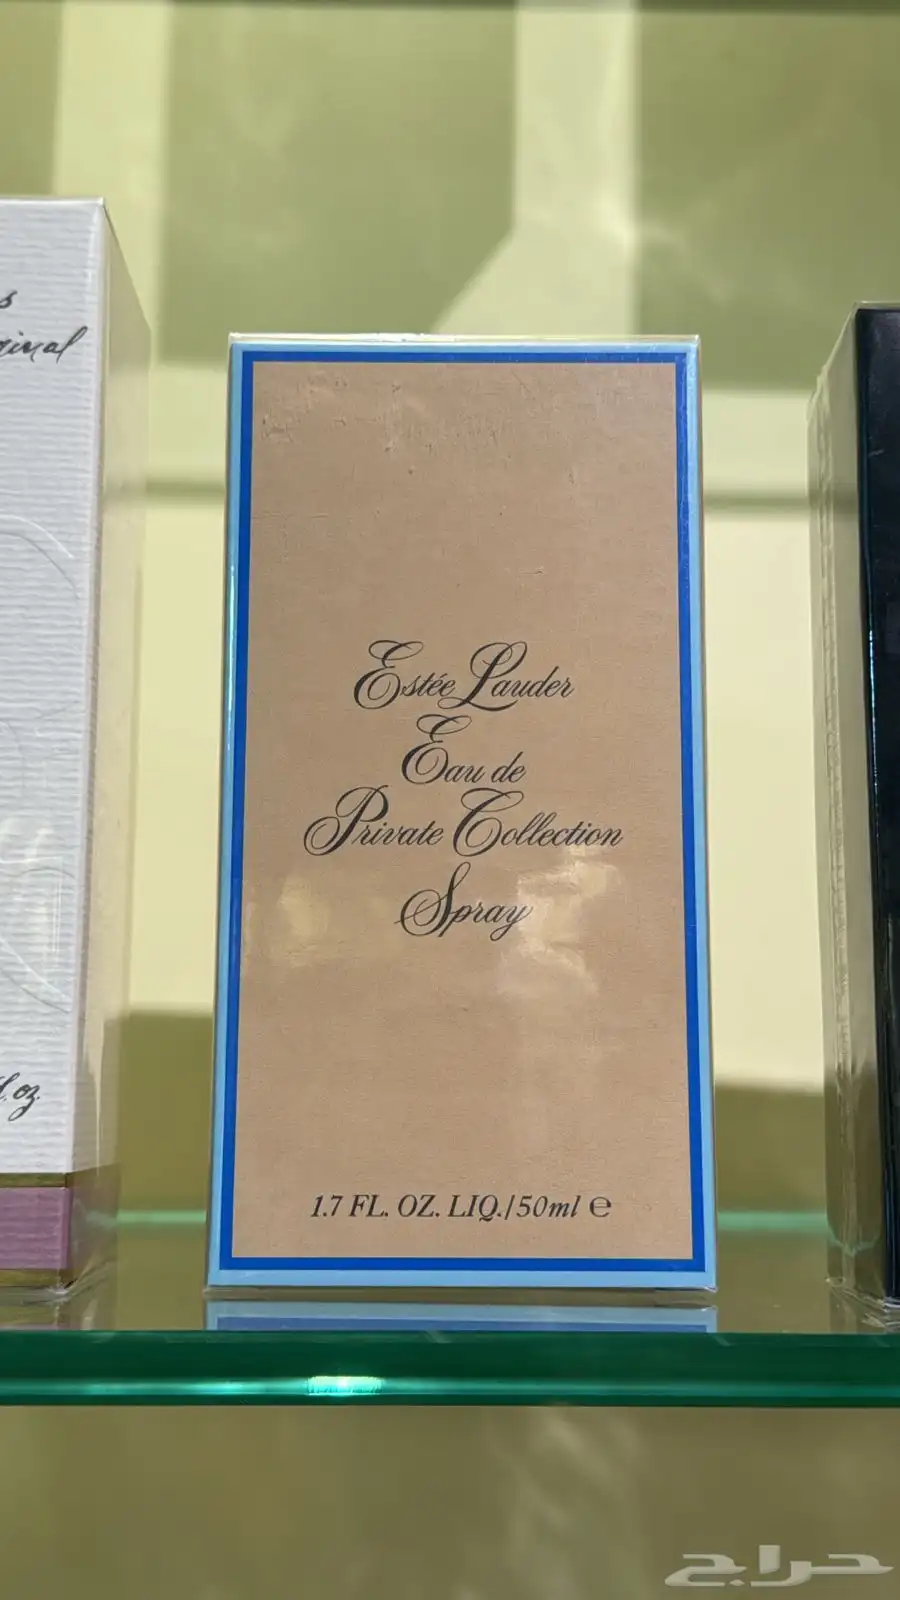 Estée Lauder
Eau de
Private Collection
Spray
1.7 FL. OZ. LIQ./50ml ℮
حراج